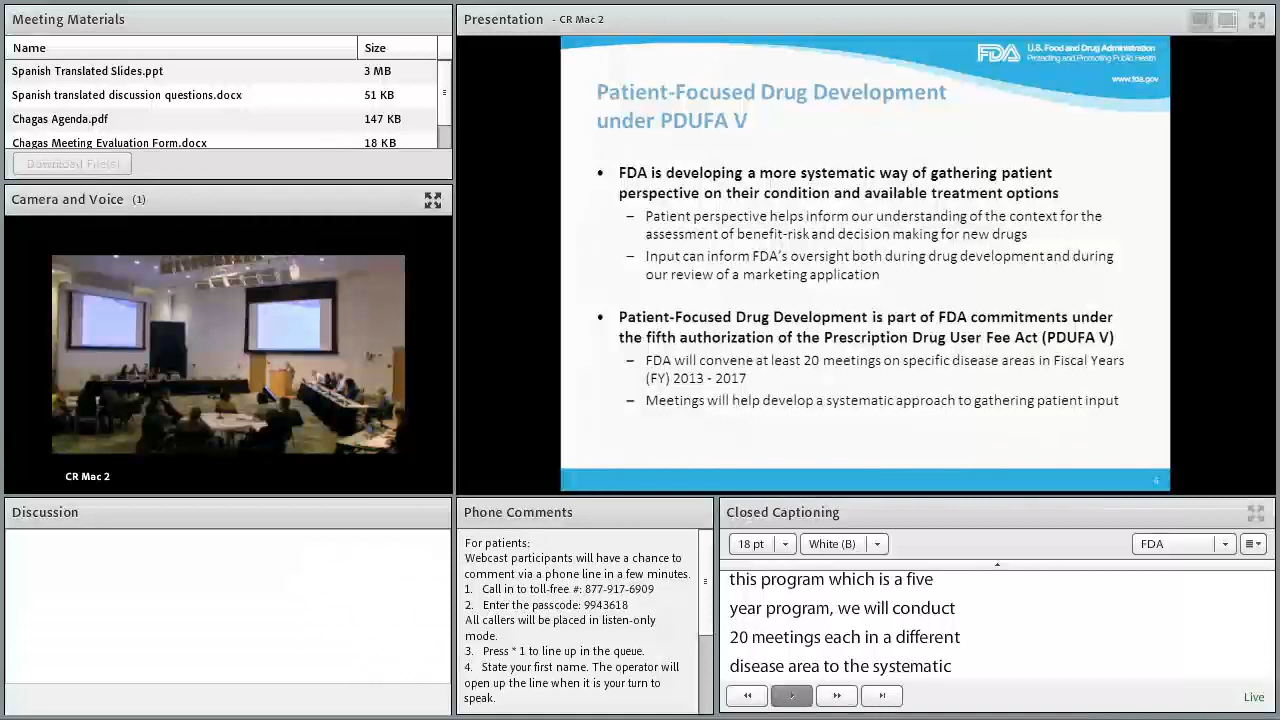 Meeting Materials
Name Size
Spanish Translated Slides.ppt 3 MB
Spanish translated discussion questions.docx 51 KB
Chagas Agenda.pdf 147 KB
Chagas Meeting Evaluation Form.docx 18 KB
Download File(s)
Camera and Voice (1)
CR Mac 2
Presentation - CR Mac 2
FDA U.S. Food and Drug Administration
Protecting and Promoting Public Health
www.fda.gov
Patient-Focused Drug Development
under PDUFA V
• FDA is developing a more systematic way of gathering patient
perspective on their condition and available treatment options
– Patient perspective helps inform our understanding of the context for the
assessment of benefit-risk and decision making for new drugs
– Input can inform FDA's oversight both during drug development and during
our review of a marketing application
• Patient-Focused Drug Development is part of FDA commitments under
the fifth authorization of the Prescription Drug User Fee Act (PDUFA V)
– FDA will convene at least 20 meetings on specific disease areas in Fiscal Years
(FY) 2013 - 2017
– Meetings will help develop a systematic approach to gathering patient input
Discussion
Phone Comments
For patients:
Webcast participants will have a chance to
comment via a phone line in a few minutes.
1. Call in to toll-free #: 877-917-6909
2. Enter the passcode: 9943618
All callers will be placed in listen-only
mode.
3. Press * 1 to line up in the queue.
4. State your first name. The operator will
open up the line when it is your turn to
speak.
Closed Captioning
18 pt White (B) FDA
this program which is a five
year program, we will conduct
20 meetings each in a different
disease area to the systematic
Live